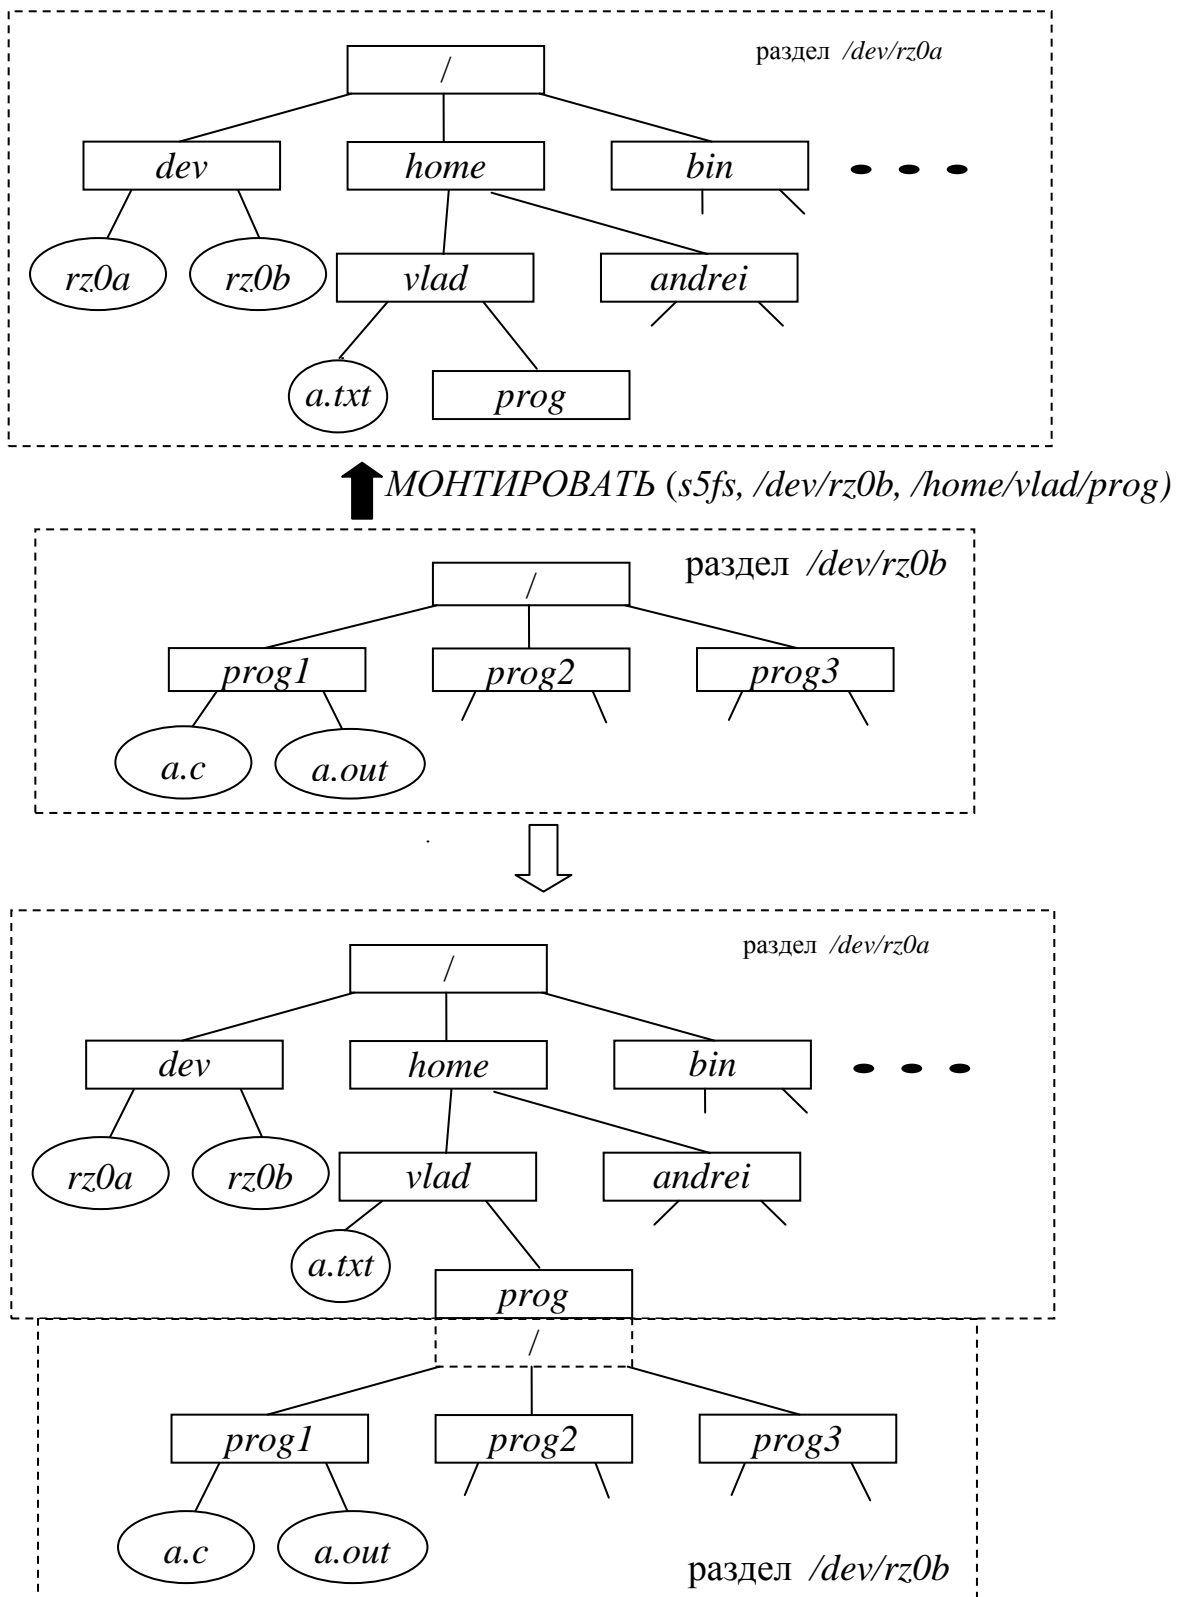 раздел /dev/rz0a
/
dev home bin
rz0a rz0b vlad andrei
a.txt prog
МОНТИРОВАТЬ (s5fs, /dev/rz0b, /home/vlad/prog)
раздел /dev/rz0b
/
prog1 prog2 prog3
a.c a.out
раздел /dev/rz0a
/
dev home bin
rz0a rz0b vlad andrei
a.txt
prog
/
prog1 prog2 prog3
a.c a.out
раздел /dev/rz0b